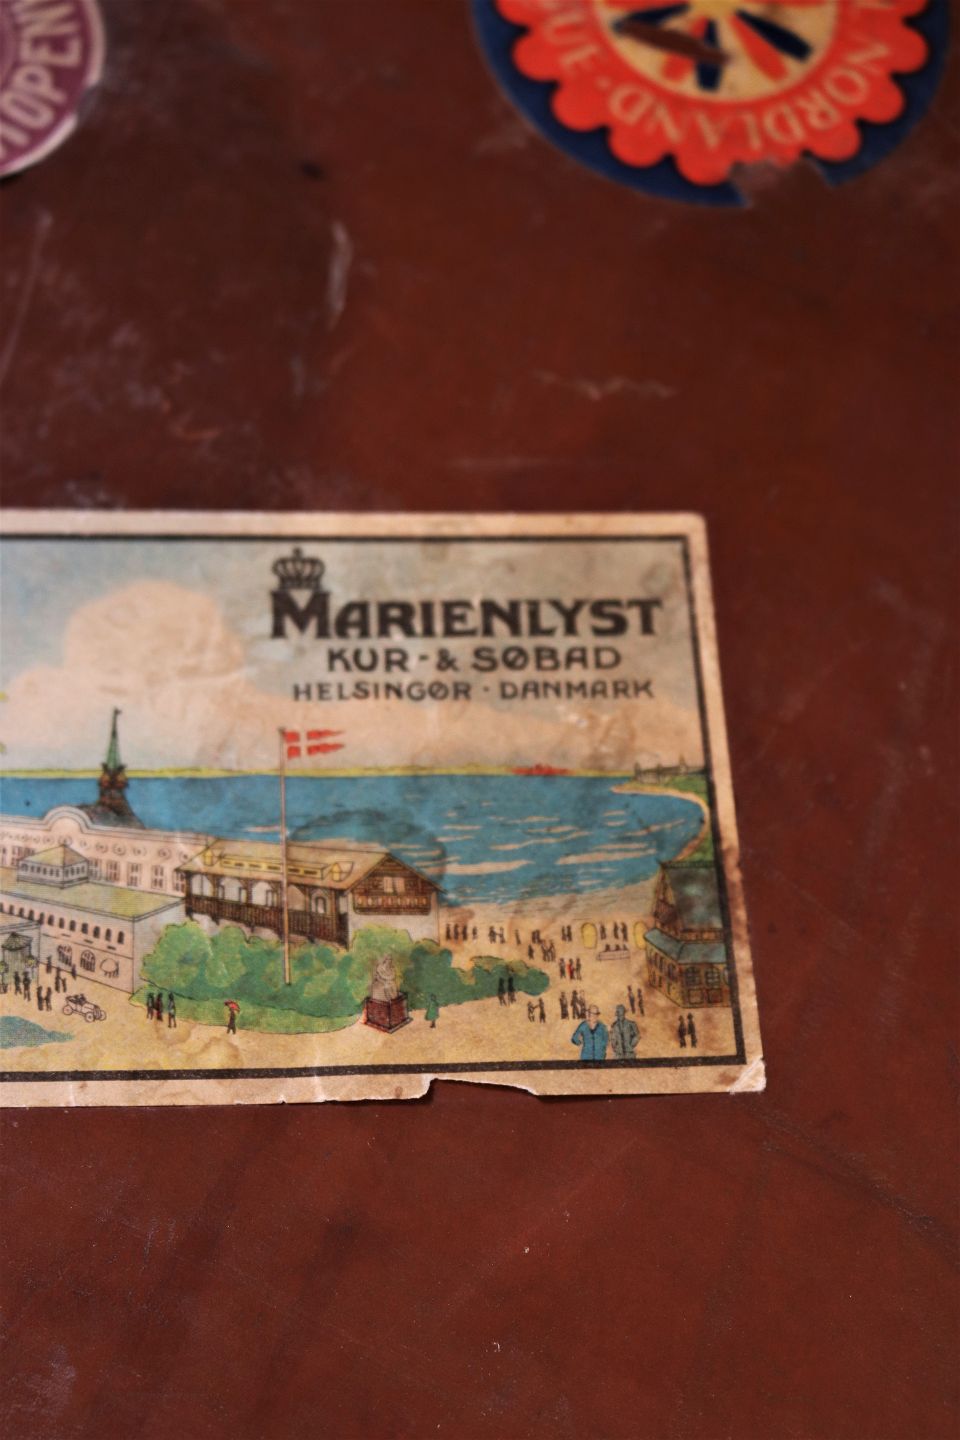 NORDLAND
MARIENLYST
KUR-& SØBAD
HELSINGØR · DANMARK